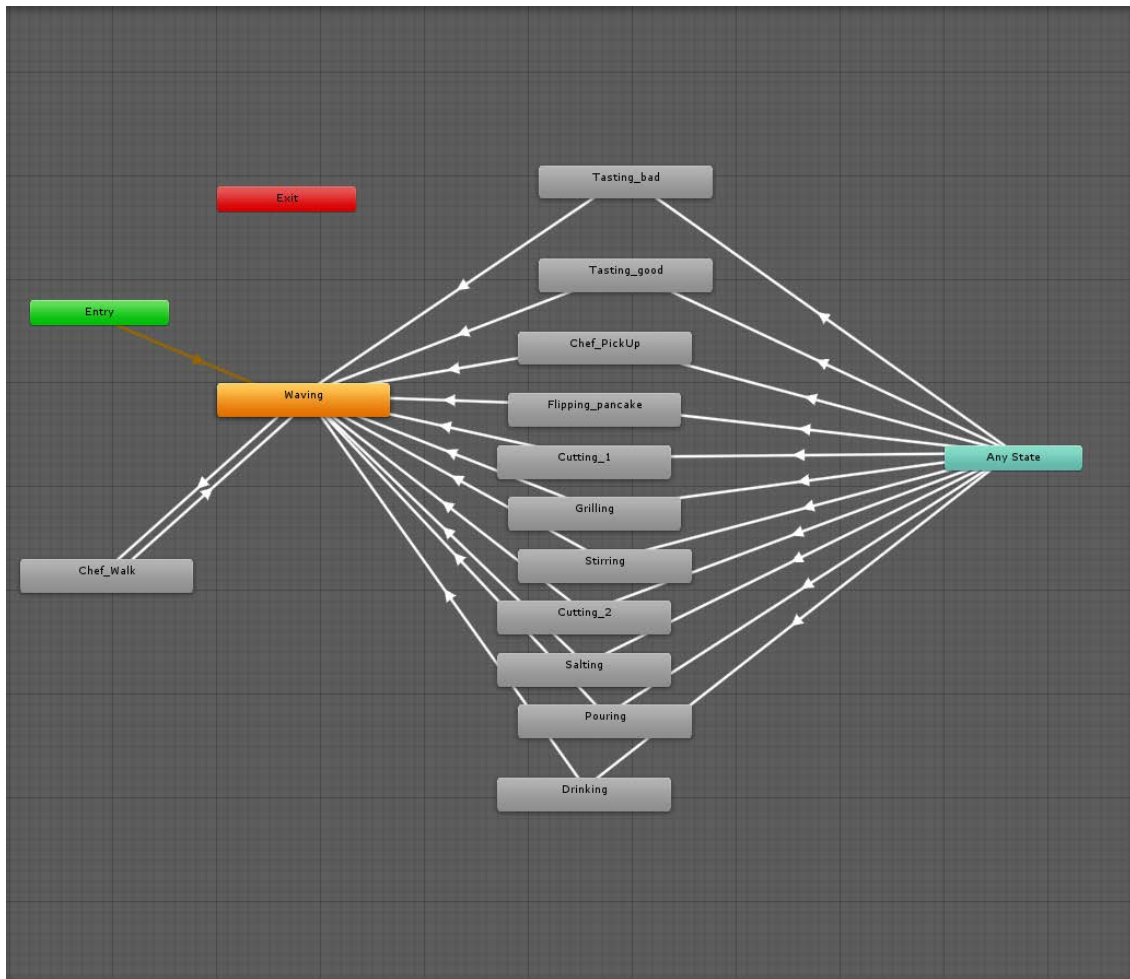 Tasting_bad
Exit
Tasting_good
Entry
Chef_PickUp
Waving
Flipping_pancake
Cutting_1
Any State
Grilling
Stirring
Chef_Walk
Cutting_2
Salting
Pouring
Drinking